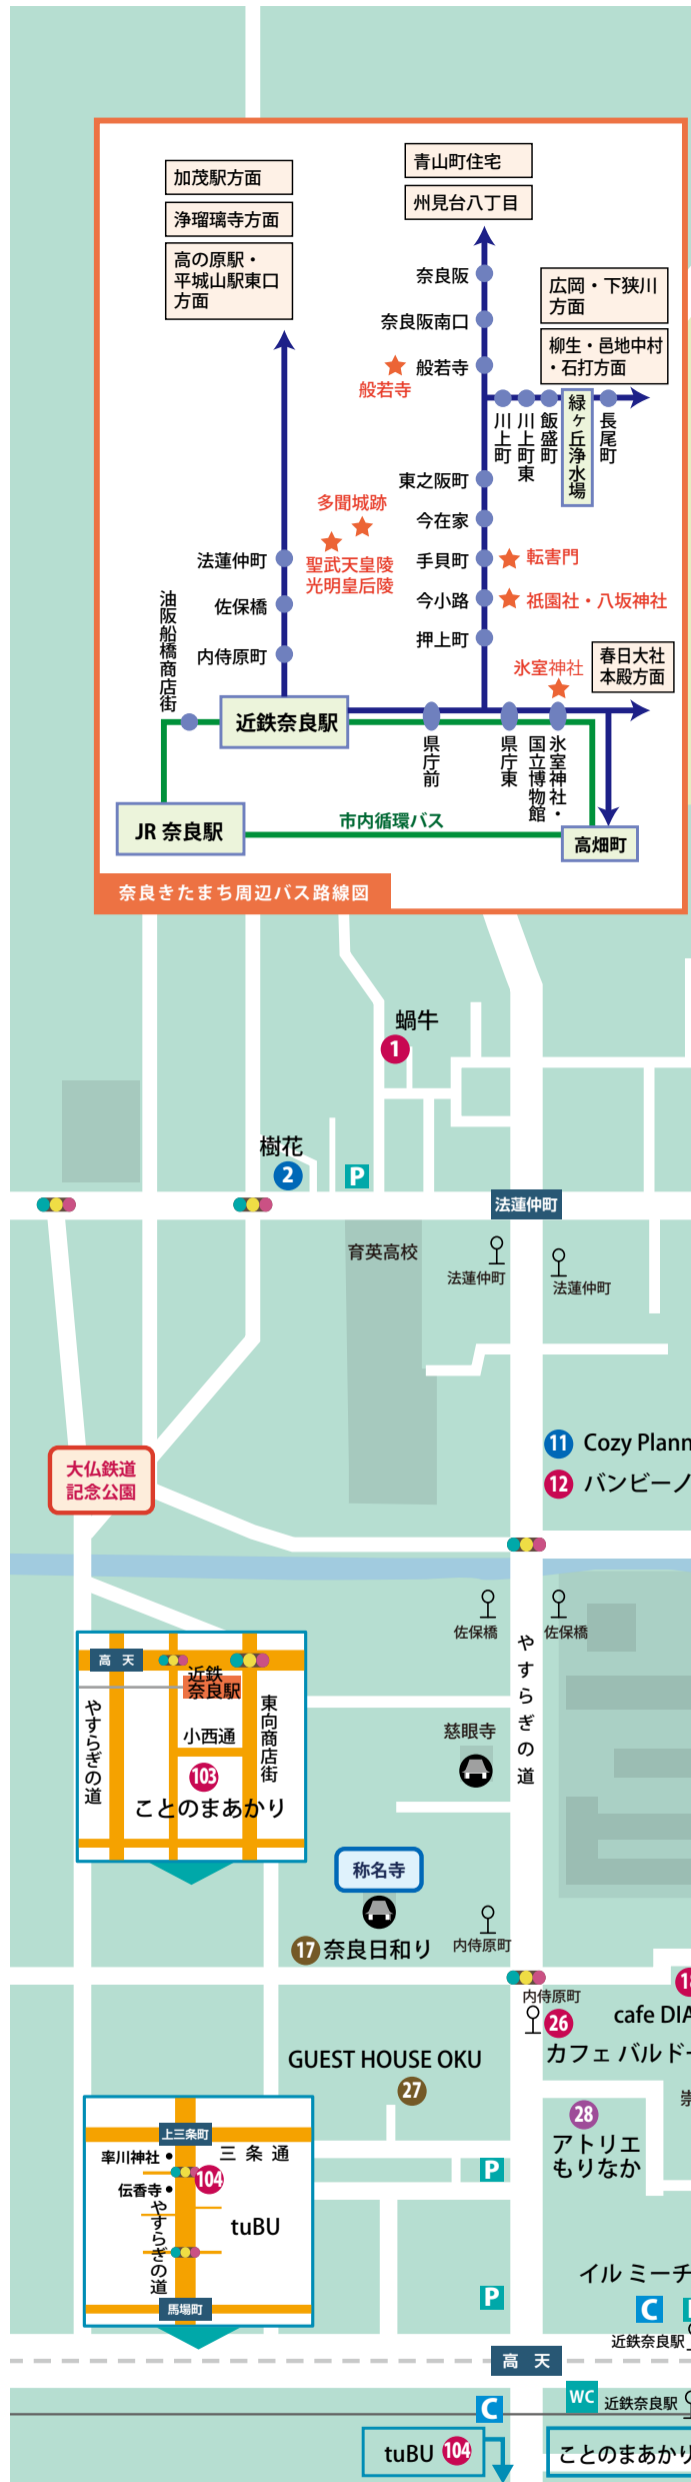 加茂駅方面
浄瑠璃寺方面
高の原駅・
平城山駅東口
方面
青山町住宅
州見台八丁目
奈良阪
奈良阪南口
般若寺
般若寺
広岡・下狭川
方面
柳生・邑地中村
・石打方面
川上町
川上町東
飯盛町
緑ヶ丘浄水場
長尾町
東之阪町
今在家
手貝町
転害門
今小路
祇園社・八坂神社
押上町
多聞城跡
聖武天皇陵
光明皇后陵
法蓮仲町
佐保橋
内侍原町
油阪船橋商店街
氷室神社
春日大社
本殿方面
近鉄奈良駅
県庁前
県庁東
氷室神社・
国立博物館
JR 奈良駅
市内循環バス
高畑町
奈良きたまち周辺バス路線図
蝸牛
1
樹花
2
P
法蓮仲町
育英高校
法蓮仲町
法蓮仲町
11 Cozy Plann
12 バンビーノ
大仏鉄道
記念公園
佐保橋
佐保橋
やすらぎの道
高 天
近鉄
奈良駅
やすらぎの道
小西通
東向商店街
103
ことのまあかり
慈眼寺
称名寺
17 奈良日和り
内侍原町
内侍原町
26
カフェ バルド
cafe DIA
GUEST HOUSE OKU
27
28
アトリエ
もりなか
上三条町
率川神社
三 条 通
伝香寺
104
tuBU
やすらぎの道
馬場町
P
P
イル ミーチ
C
近鉄奈良駅
高 天
WC
近鉄奈良駅
C
tuBU 104
ことのまあかり